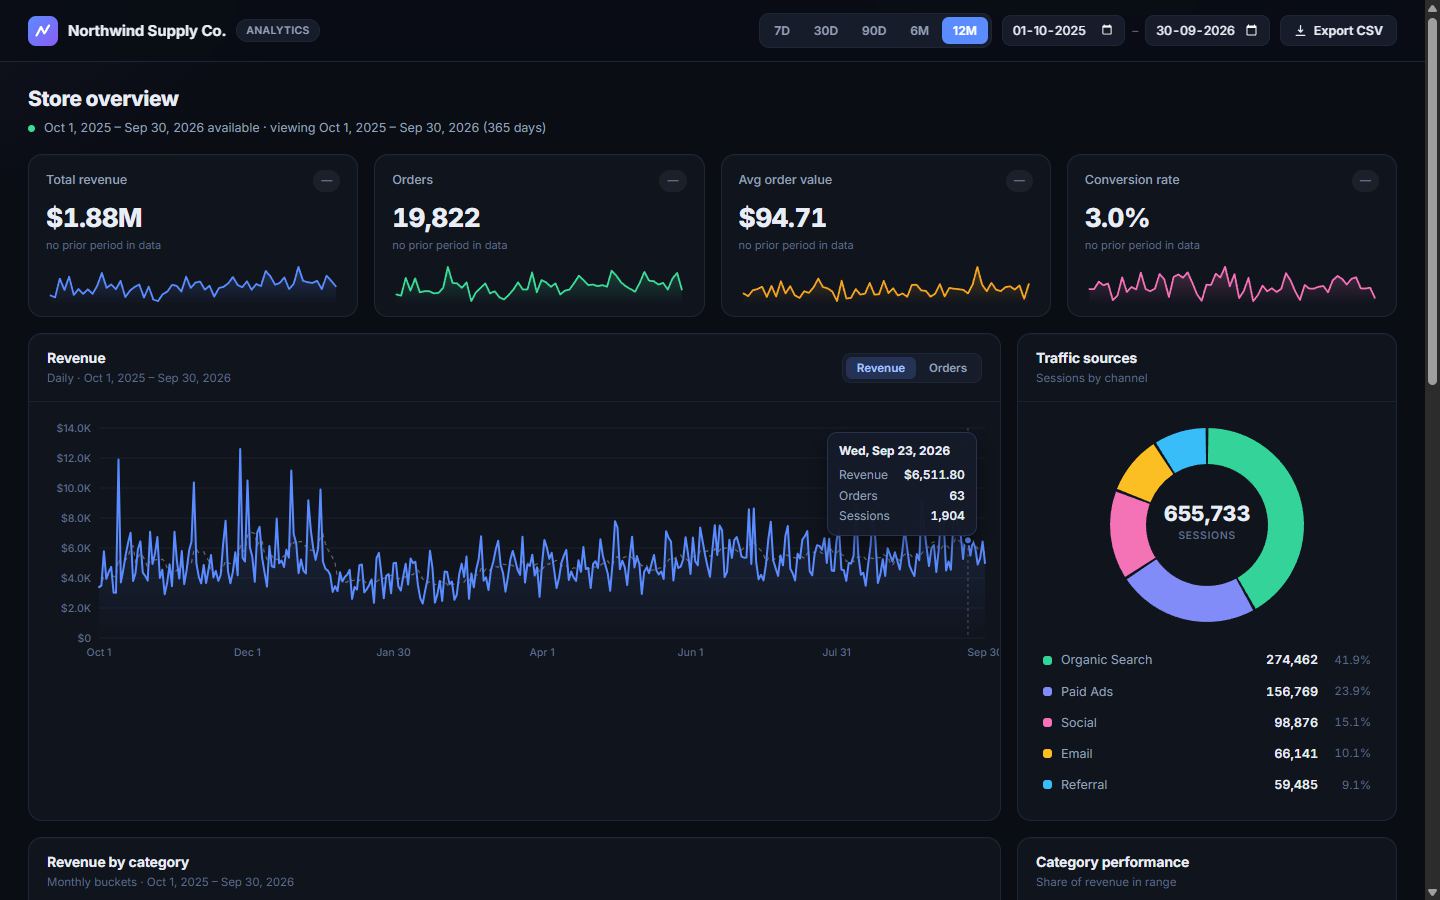 Northwind Supply Co. ANALYTICS 7D 30D 90D 6M 12M 01-10-2025 – 30-09-2026 Export CSV
Store overview
Oct 1, 2025 – Sep 30, 2026 available · viewing Oct 1, 2025 – Sep 30, 2026 (365 days)
Total revenue —
$1.88M
no prior period in data
Orders —
19,822
no prior period in data
Avg order value —
$94.71
no prior period in data
Conversion rate —
3.0%
no prior period in data
Revenue
Daily · Oct 1, 2025 – Sep 30, 2026
Revenue Orders
$14.0K
$12.0K
$10.0K
$8.0K
$6.0K
$4.0K
$2.0K
$0
Oct 1 Dec 1 Jan 30 Apr 1 Jun 1 Jul 31 Sep 30
Wed, Sep 23, 2026
Revenue $6,511.80
Orders 63
Sessions 1,904
Traffic sources
Sessions by channel
655,733
SESSIONS
Organic Search 274,462 41.9%
Paid Ads 156,769 23.9%
Social 98,876 15.1%
Email 66,141 10.1%
Referral 59,485 9.1%
Revenue by category
Monthly buckets · Oct 1, 2025 – Sep 30, 2026
Category performance
Share of revenue in range